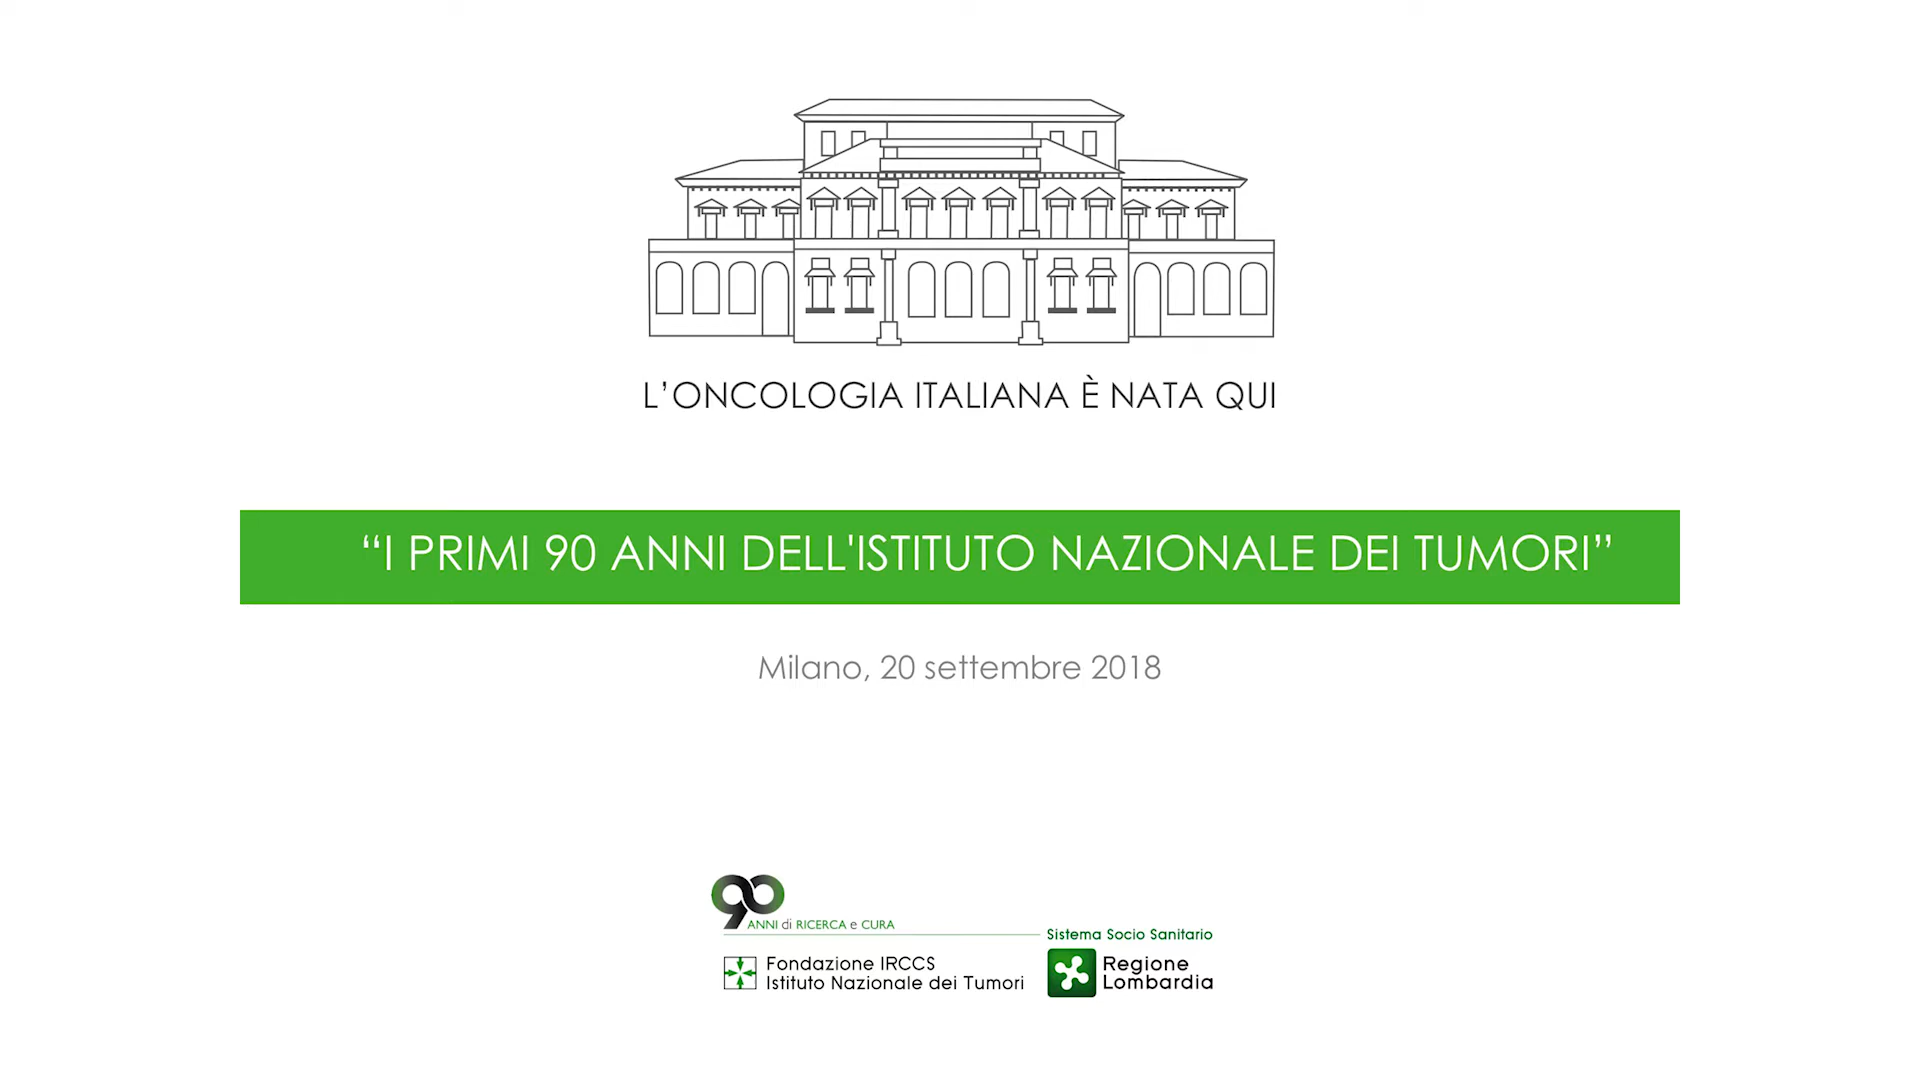 L’ONCOLOGIA ITALIANA È NATA QUI
“I PRIMI 90 ANNI DELL'ISTITUTO NAZIONALE DEI TUMORI”
Milano, 20 settembre 2018
90
ANNI di RICERCA e CURA
Fondazione IRCCS
Istituto Nazionale dei Tumori
Sistema Socio Sanitario
Regione
Lombardia